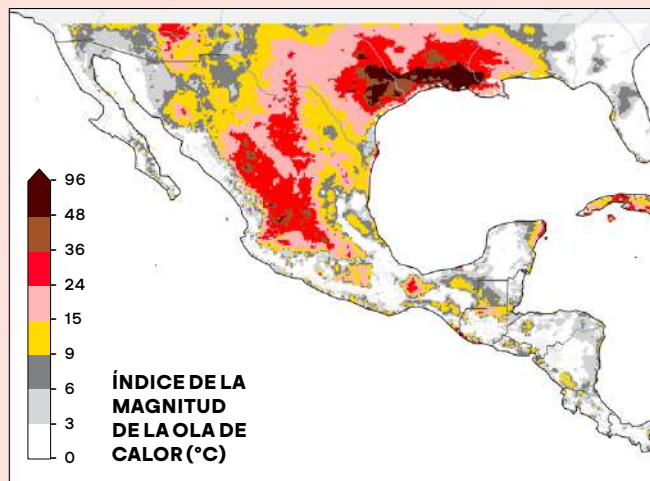 96
48
36
24
15
9
6
3
0
ÍNDICE DE LA
MAGNITUD
DE LA OLA DE
CALOR (°C)